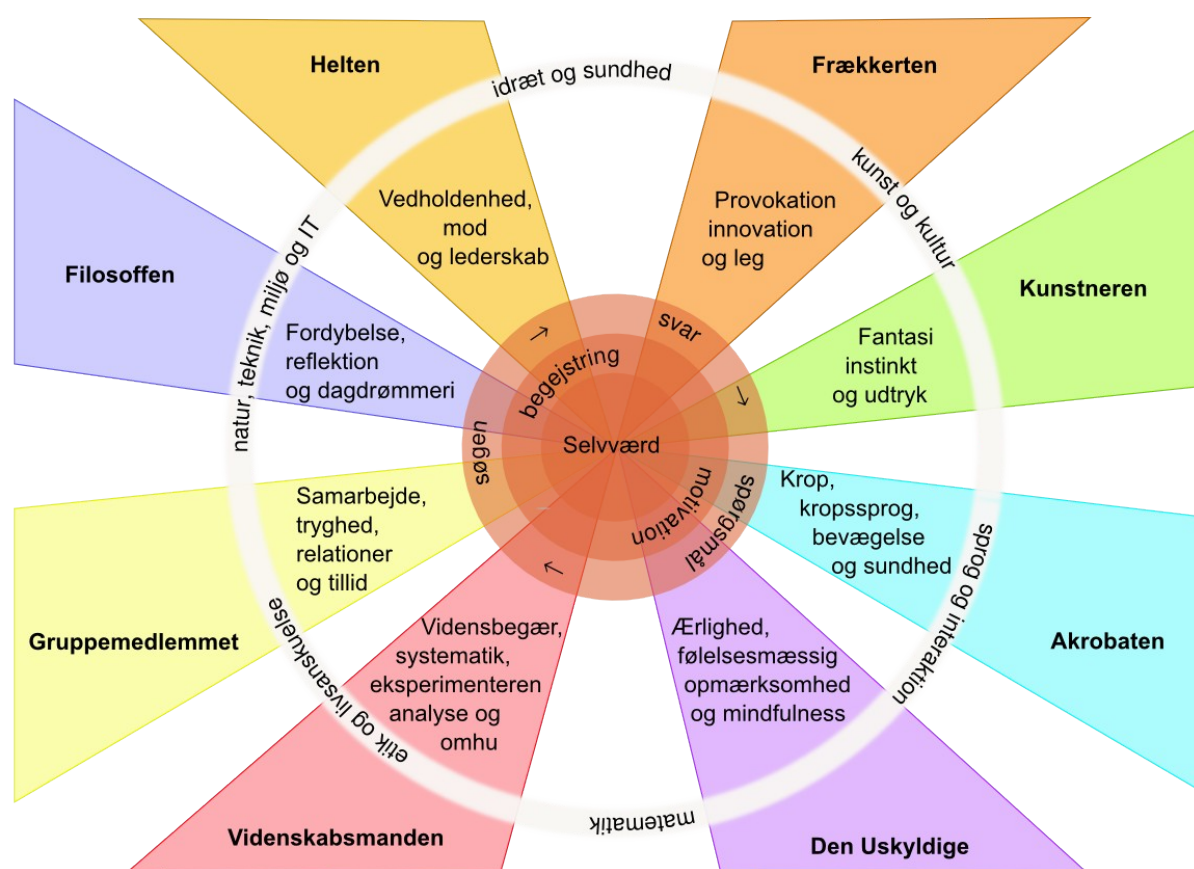 Helten
Frækkerten
idræt og sundhed
kunst og kultur
Vedholdenhed,
mod
og lederskab
Provokation
innovation
og leg
natur, teknik, miljø og IT
Filosoffen
Kunstneren
Fordybelse,
reflektion
og dagdrømmeri
Fantasi
instinkt
og udtryk
svar
begejstring
søgen
Selvværd
motivation
spørgsmål
Samarbejde,
tryghed,
relationer
og tillid
Krop,
kropssprog,
bevægelse
og sundhed
sprog og interaktion
Gruppemedlemmet
Akrobaten
etik og livsanskuelse
Vidensbegær,
systematik,
eksperimenteren
analyse og
omhu
Ærlighed,
følelsesmæssig
opmærksomhed
og mindfulness
matematik
Videnskabsmanden
Den Uskyldige